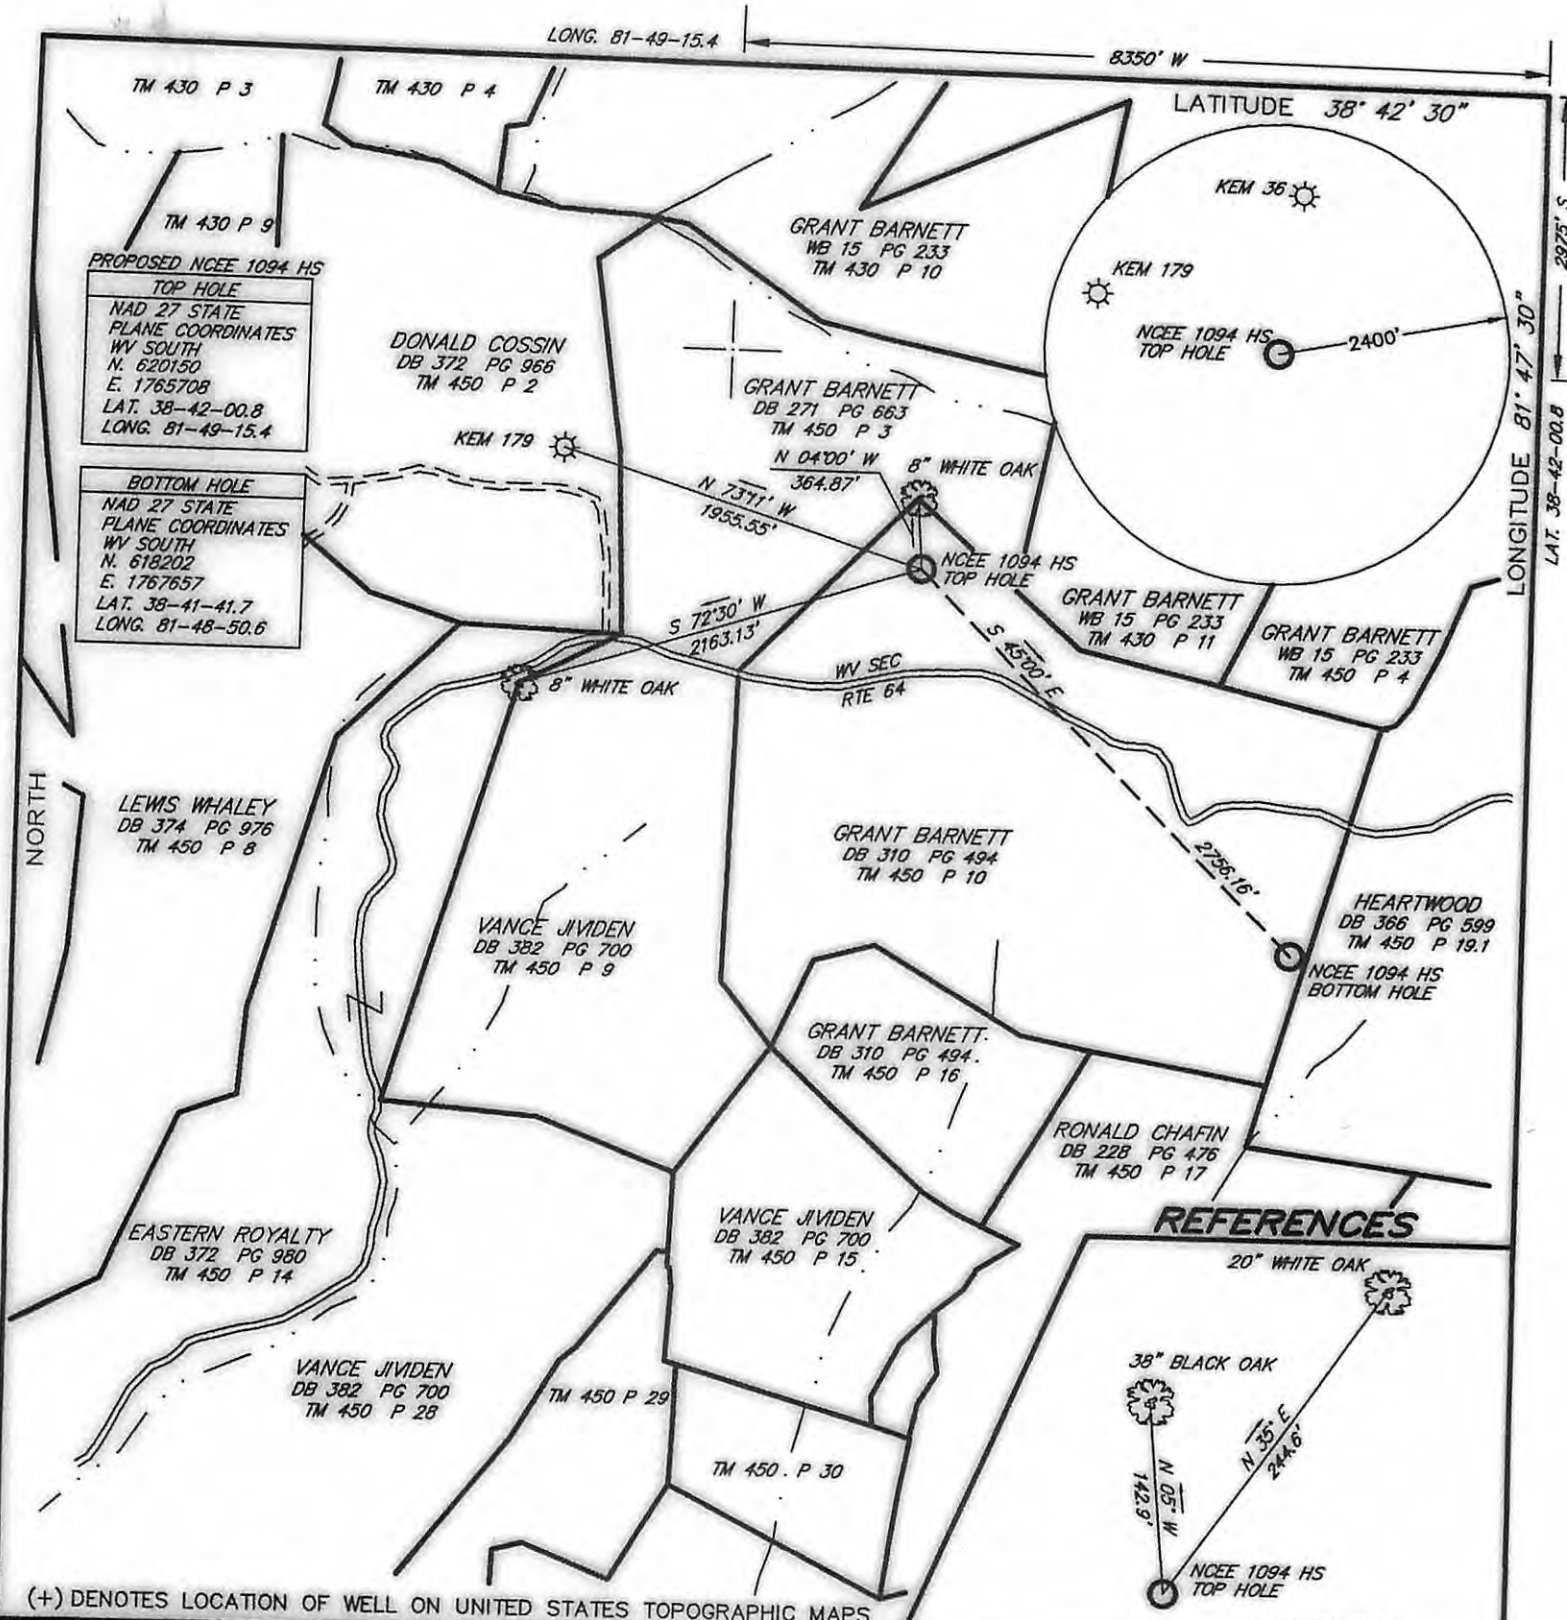 LONG. 81-49-15.4
8350' W
LATITUDE 38° 42' 30"
2975' S
LAT. 38-42-00.8
LONGITUDE 81° 47' 30"
TM 430 P 3
TM 430 P 4
TM 430 P 9
PROPOSED NCEE 1094 HS
TOP HOLE
NAD 27 STATE
PLANE COORDINATES
WV SOUTH
N. 620150
E. 1765708
LAT. 38-42-00.8
LONG. 81-49-15.4
BOTTOM HOLE
NAD 27 STATE
PLANE COORDINATES
WV SOUTH
N. 618202
E. 1767657
LAT. 38-41-41.7
LONG. 81-48-50.6
GRANT BARNETT
WB 15 PG 233
TM 430 P 10
KEM 36
KEM 179
NCEE 1094 HS
TOP HOLE
2400'
DONALD COSSIN
DB 372 PG 966
TM 450 P 2
KEM 179
GRANT BARNETT
DB 271 PG 663
TM 450 P 3
N 04°00' W
364.87'
8" WHITE OAK
N 73°11' W
1955.55'
NCEE 1094 HS
TOP HOLE
S 72°30' W
2163.13'
8" WHITE OAK
WV SEC
RTE 64
S 45°00' E
2756.16'
GRANT BARNETT
WB 15 PG 233
TM 430 P 11
GRANT BARNETT
WB 15 PG 233
TM 450 P 4
NORTH
LEWIS WHALEY
DB 374 PG 976
TM 450 P 8
GRANT BARNETT
DB 310 PG 494
TM 450 P 10
VANCE JIVIDEN
DB 382 PG 700
TM 450 P 9
HEARTWOOD
DB 366 PG 599
TM 450 P 19.1
NCEE 1094 HS
BOTTOM HOLE
GRANT BARNETT
DB 310 PG 494
TM 450 P 16
RONALD CHAFIN
DB 228 PG 476
TM 450 P 17
EASTERN ROYALTY
DB 372 PG 980
TM 450 P 14
VANCE JIVIDEN
DB 382 PG 700
TM 450 P 15
VANCE JIVIDEN
DB 382 PG 700
TM 450 P 28
TM 450 P 29
TM 450 P 30
REFERENCES
20" WHITE OAK
38" BLACK OAK
N 35° E
244.6'
N 05° W
142.9'
NCEE 1094 HS
TOP HOLE
(+) DENOTES LOCATION OF WELL ON UNITED STATES TOPOGRAPHIC MAPS